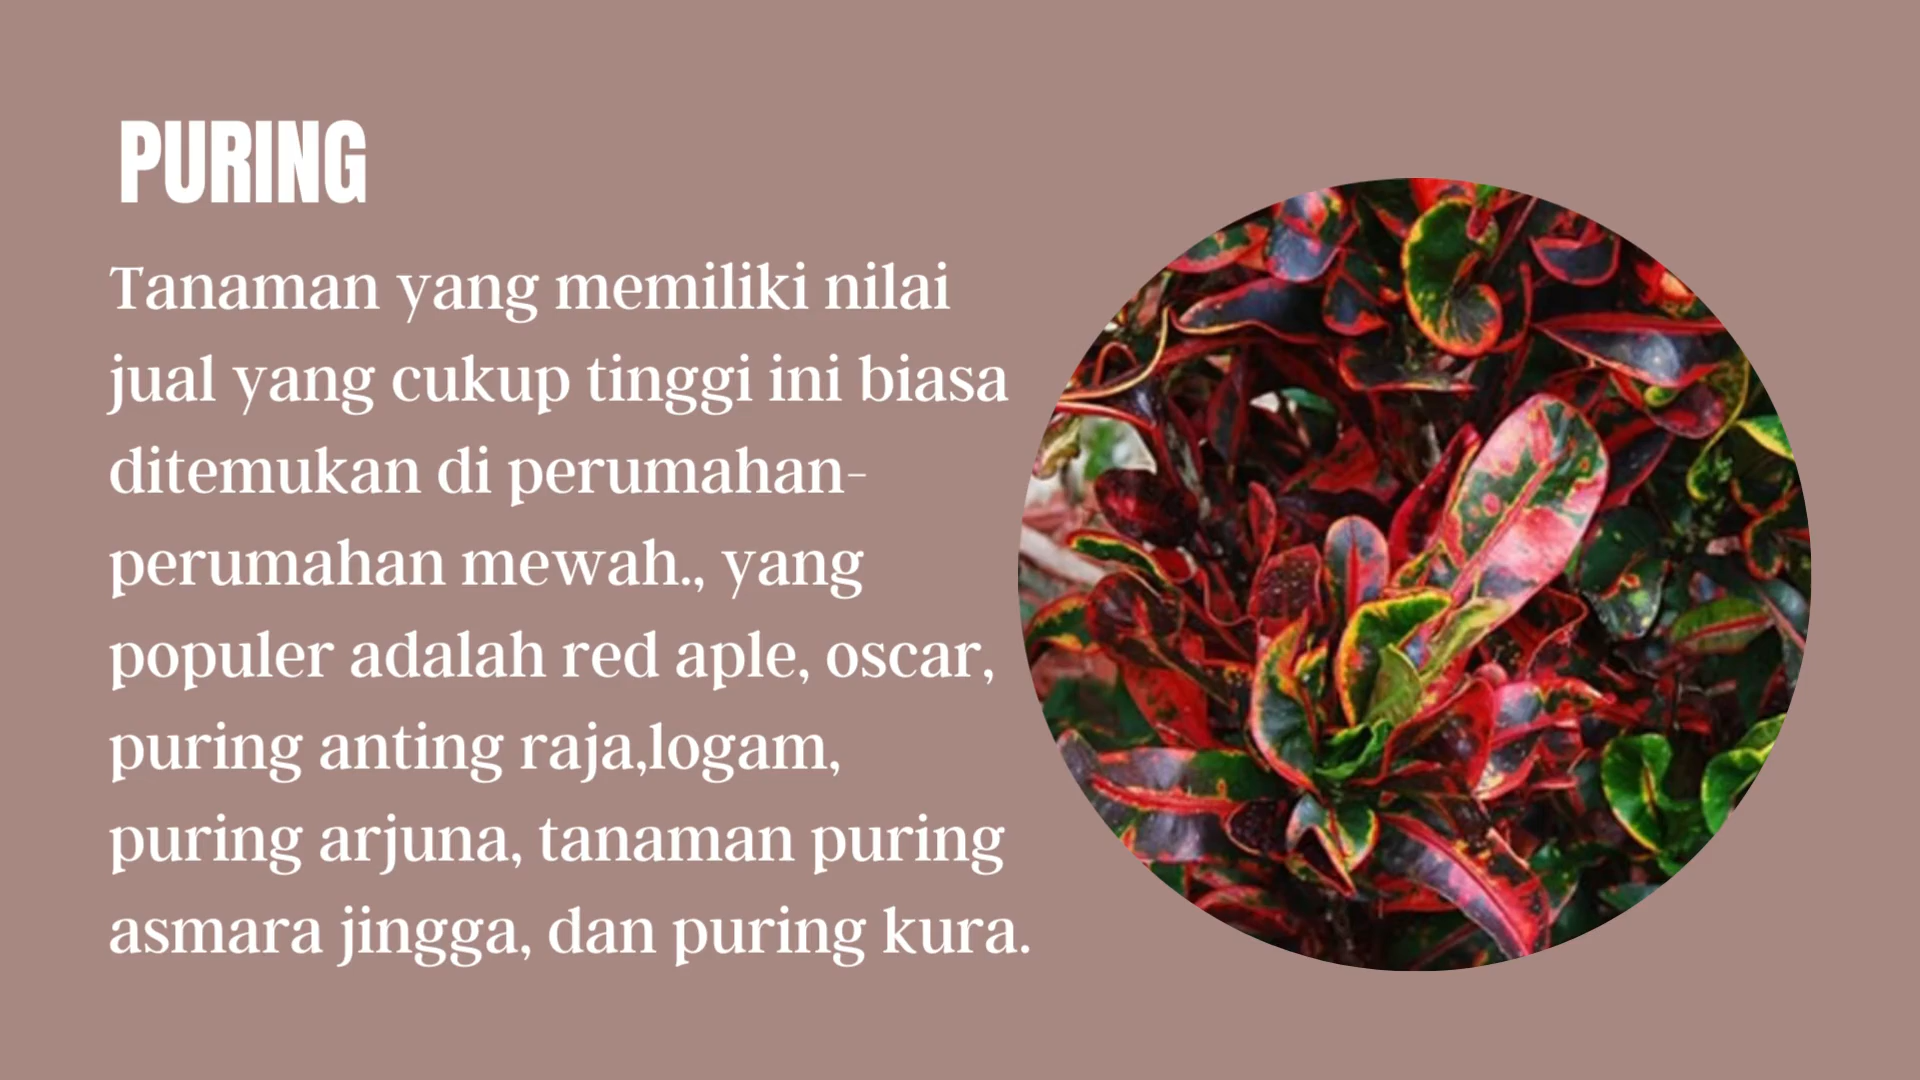 PURING
Tanaman yang memiliki nilai
jual yang cukup tinggi ini biasa
ditemukan di perumahan-
perumahan mewah., yang
populer adalah red aple, oscar,
puring anting raja,logam,
puring arjuna, tanaman puring
asmara jingga, dan puring kura.